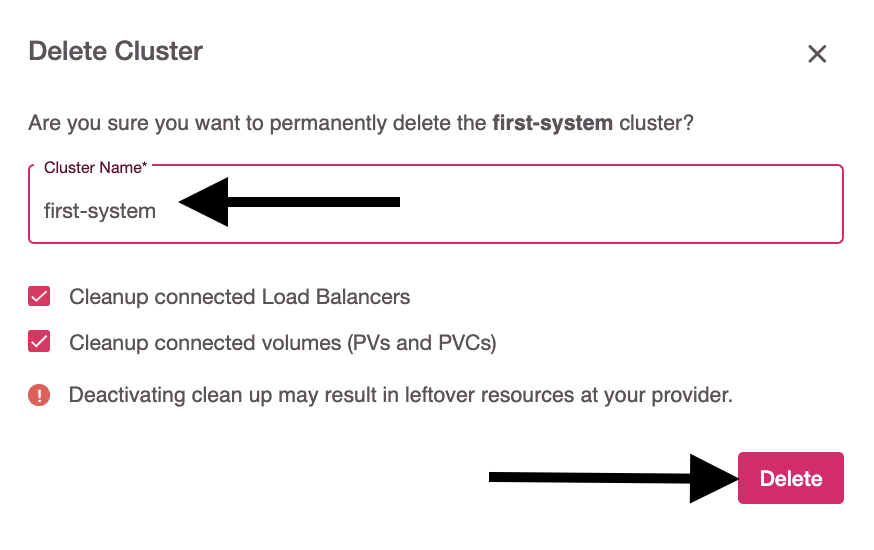 Delete Cluster
Are you sure you want to permanently delete the first-system cluster?
Cluster Name*
first-system
Cleanup connected Load Balancers
Cleanup connected volumes (PVs and PVCs)
Deactivating clean up may result in leftover resources at your provider.
Delete